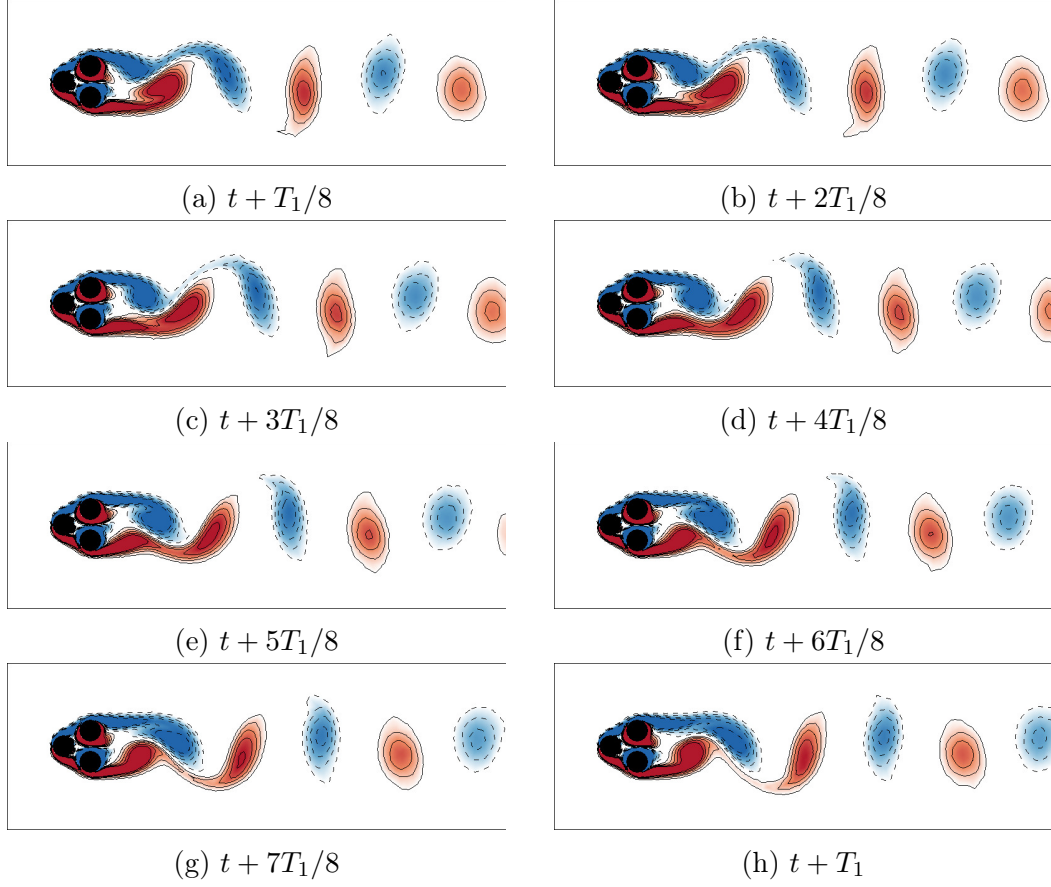 (a) t + T₁/8
(b) t + 2T₁/8
(c) t + 3T₁/8
(d) t + 4T₁/8
(e) t + 5T₁/8
(f) t + 6T₁/8
(g) t + 7T₁/8
(h) t + T₁